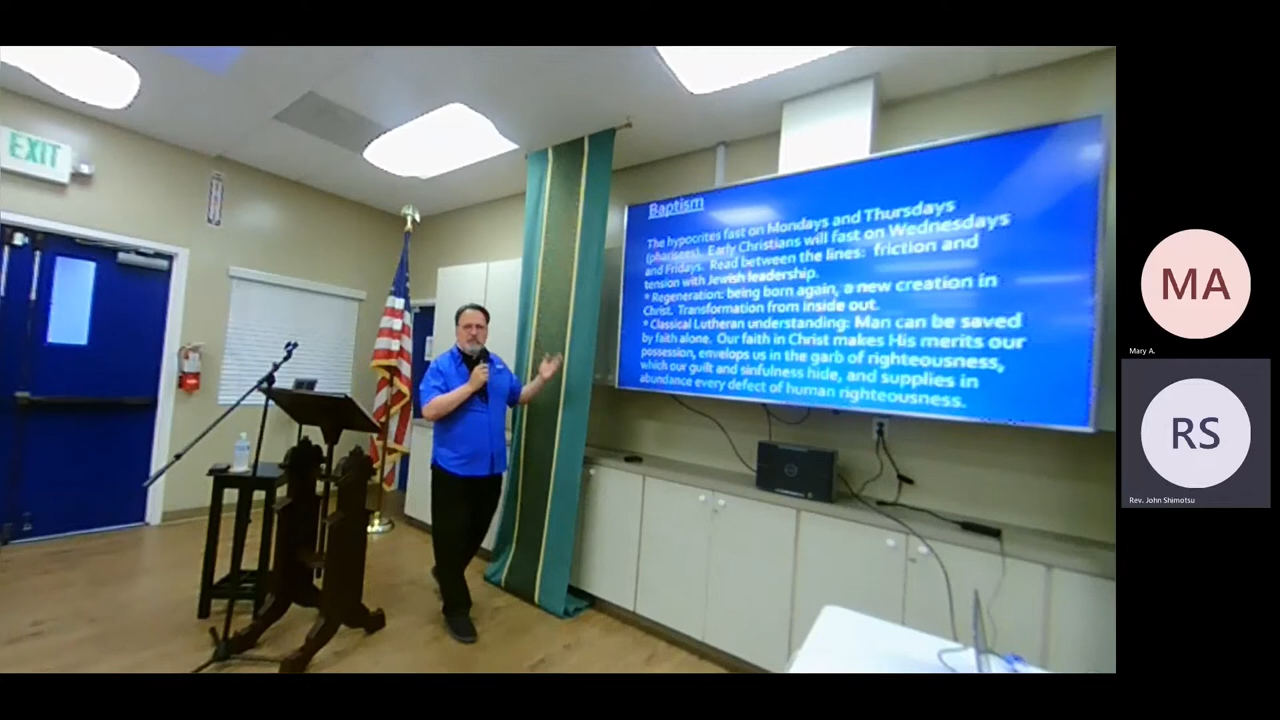 EXIT
Baptism
The hypocrites fast on Mondays and Thursdays
(pharisees). Early Christians will fast on Wednesdays
and Fridays. Read between the lines: friction and
tension with Jewish leadership.
* Regeneration: being born again, a new creation in
Christ. Transformation from inside out.
* Classical Lutheran understanding: Man can be saved
by faith alone. Our faith in Christ makes His merits our
possession, envelops us in the garb of righteousness,
which our guilt and sinfulness hide, and supplies in
abundance every defect of human righteousness.
MA
Mary A.
RS
Rev. John Shimotsu